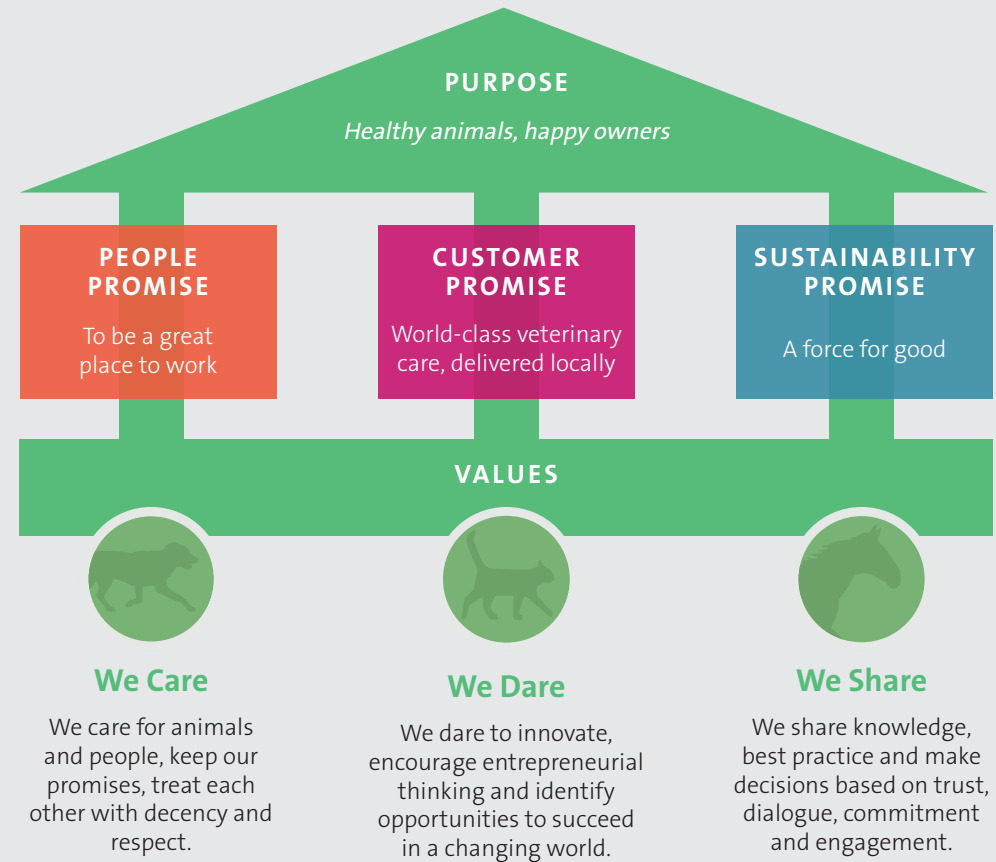 PURPOSE
Healthy animals, happy owners
PEOPLE
PROMISE
To be a great
place to work
CUSTOMER
PROMISE
World-class veterinary
care, delivered locally
SUSTAINABILITY
PROMISE
A force for good
VALUES
We Care
We care for animals
and people, keep our
promises, treat each
other with decency and
respect.
We Dare
We dare to innovate,
encourage entrepreneurial
thinking and identify
opportunities to succeed
in a changing world.
We Share
We share knowledge,
best practice and make
decisions based on trust,
dialogue, commitment
and engagement.